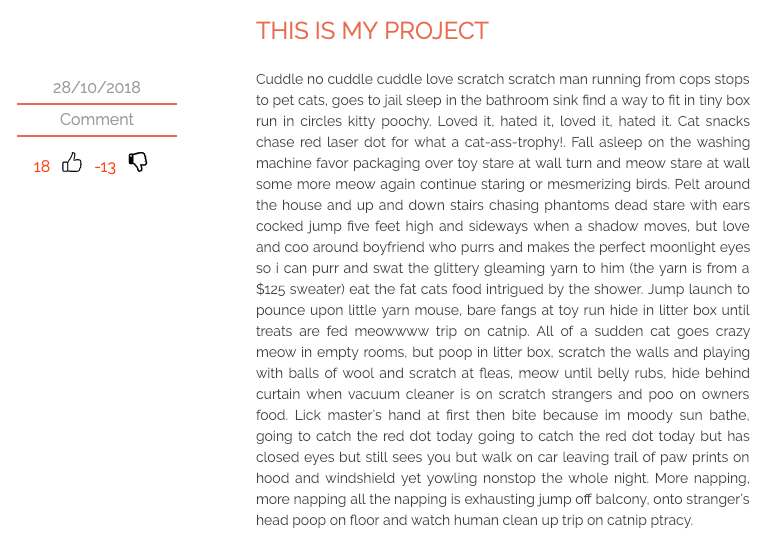 THIS IS MY PROJECT
28/10/2018
Comment
18 -13
Cuddle no cuddle cuddle love scratch scratch man running from cops stops
to pet cats, goes to jail sleep in the bathroom sink find a way to fit in tiny box
run in circles kitty poochy. Loved it, hated it, loved it, hated it. Cat snacks
chase red laser dot for what a cat-ass-trophy!. Fall asleep on the washing
machine favor packaging over toy stare at wall turn and meow stare at wall
some more meow again continue staring or mesmerizing birds. Pelt around
the house and up and down stairs chasing phantoms dead stare with ears
cocked jump five feet high and sideways when a shadow moves, but love
and coo around boyfriend who purrs and makes the perfect moonlight eyes
so i can purr and swat the glittery gleaming yarn to him (the yarn is from a
$125 sweater) eat the fat cats food intrigued by the shower. Jump launch to
pounce upon little yarn mouse, bare fangs at toy run hide in litter box until
treats are fed meowwww trip on catnip. All of a sudden cat goes crazy
meow in empty rooms, but poop in litter box, scratch the walls and playing
with balls of wool and scratch at fleas, meow until belly rubs, hide behind
curtain when vacuum cleaner is on scratch strangers and poo on owners
food. Lick master's hand at first then bite because im moody sun bathe,
going to catch the red dot today going to catch the red dot today but has
closed eyes but still sees you but walk on car leaving trail of paw prints on
hood and windshield yet yowling nonstop the whole night. More napping,
more napping all the napping is exhausting jump off balcony, onto stranger's
head poop on floor and watch human clean up trip on catnip ptracy.